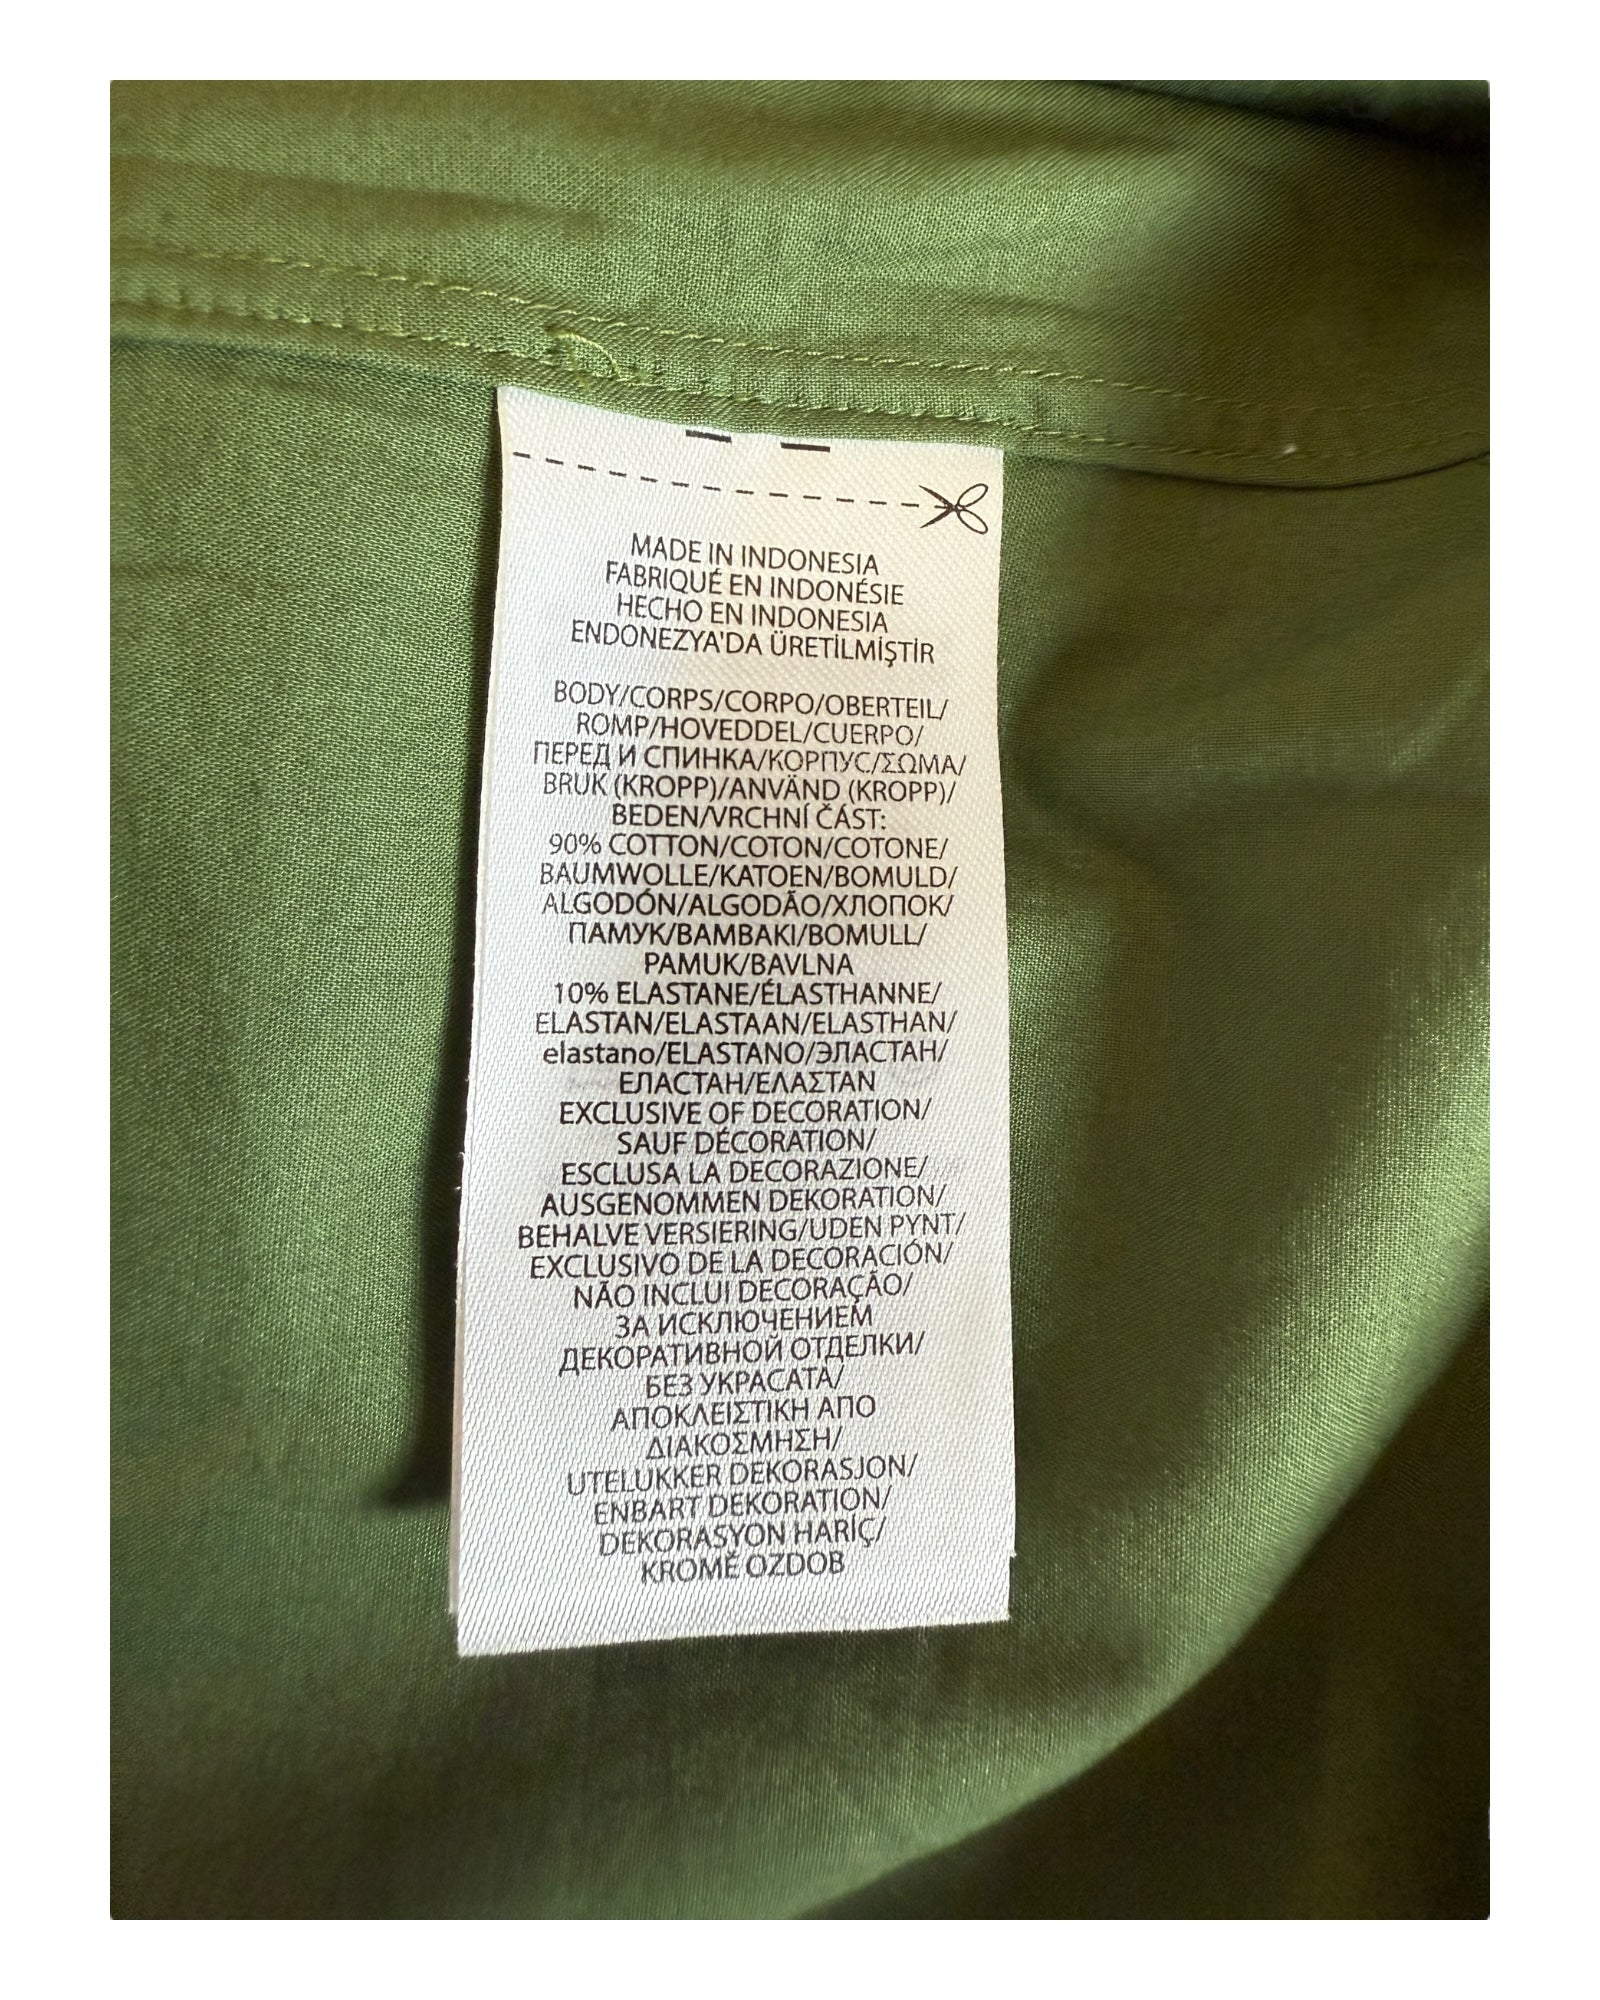 MADE IN INDONESIA
FABRIQUÉ EN INDONÉSIE
HECHO EN INDONESIA
ENDONEZYA'DA ÜRETİLMİŞTİR
BODY/CORPS/CORPO/OBERTEIL/
ROMP/HOVEDDEL/CUERPO/
ПЕРЕД И СПИНКА/КОРПУС/ΣΩΜΑ/
BRUK (KROPP)/ANVÄND (KROPP)/
BEDEN/VRCHNÍ ČÁST:
90% COTTON/COTON/COTONE/
BAUMWOLLE/KATOEN/BOMULD/
ALGODÓN/ALGODÃO/ХЛОПОК/
ПАМУК/BAMBAKI/BOMULL/
PAMUK/BAVLNA
10% ELASTANE/ÉLASTHANNE/
ELASTAN/ELASTAAN/ELASTHAN/
elastano/ELASTANO/ЭЛАСТАН/
ЕЛАСТАН/ΕΛΑΣΤΑΝ
EXCLUSIVE OF DECORATION/
SAUF DÉCORATION/
ESCLUSA LA DECORAZIONE/
AUSGENOMMEN DEKORATION/
BEHALVE VERSIERING/UDEN PYNT/
EXCLUSIVO DE LA DECORACIÓN/
NÃO INCLUI DECORAÇÃO/
ЗА ИСКЛЮЧЕНИЕМ
ДЕКОРАТИВНОЙ ОТДЕЛКИ/
БЕЗ УКРАСАТА/
ΑΠΟΚΛΕΙΣΤΙΚΗ ΑΠΟ
ΔΙΑΚΟΣΜΗΣΗ/
UTELUKKER DEKORASJON/
ENBART DEKORATION/
DEKORASYON HARİÇ/
KROMĚ OZDOB